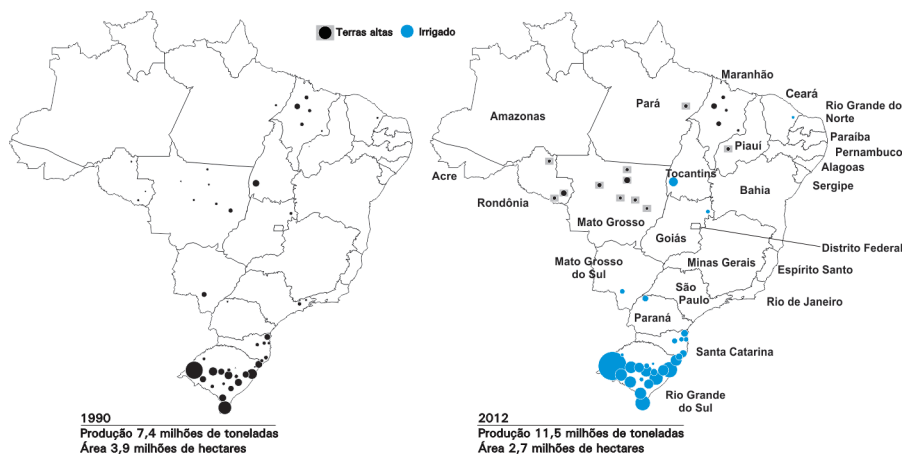 Terras altas
Irrigado
1990
Produção 7,4 milhões de toneladas
Área 3,9 milhões de hectares
Maranhão
Ceará
Rio Grande do
Norte
Paraíba
Pernambuco
Alagoas
Sergipe
Amazonas
Pará
Piauí
Acre
Tocantins
Bahia
Rondônia
Mato Grosso
Goiás
Distrito Federal
Mato Grosso
do Sul
Minas Gerais
Espírito Santo
São
Paulo
Rio de Janeiro
Paraná
Santa Catarina
Rio Grande
do Sul
2012
Produção 11,5 milhões de toneladas
Área 2,7 milhões de hectares